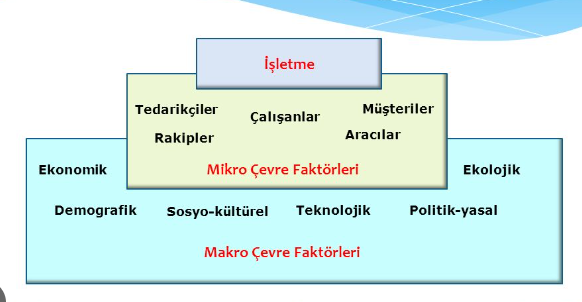 İşletme
Tedarikçiler Çalışanlar Müşteriler
Rakipler Aracılar
Mikro Çevre Faktörleri
Ekonomik Ekolojik
Demografik Sosyo-kültürel Teknolojik Politik-yasal
Makro Çevre Faktörleri